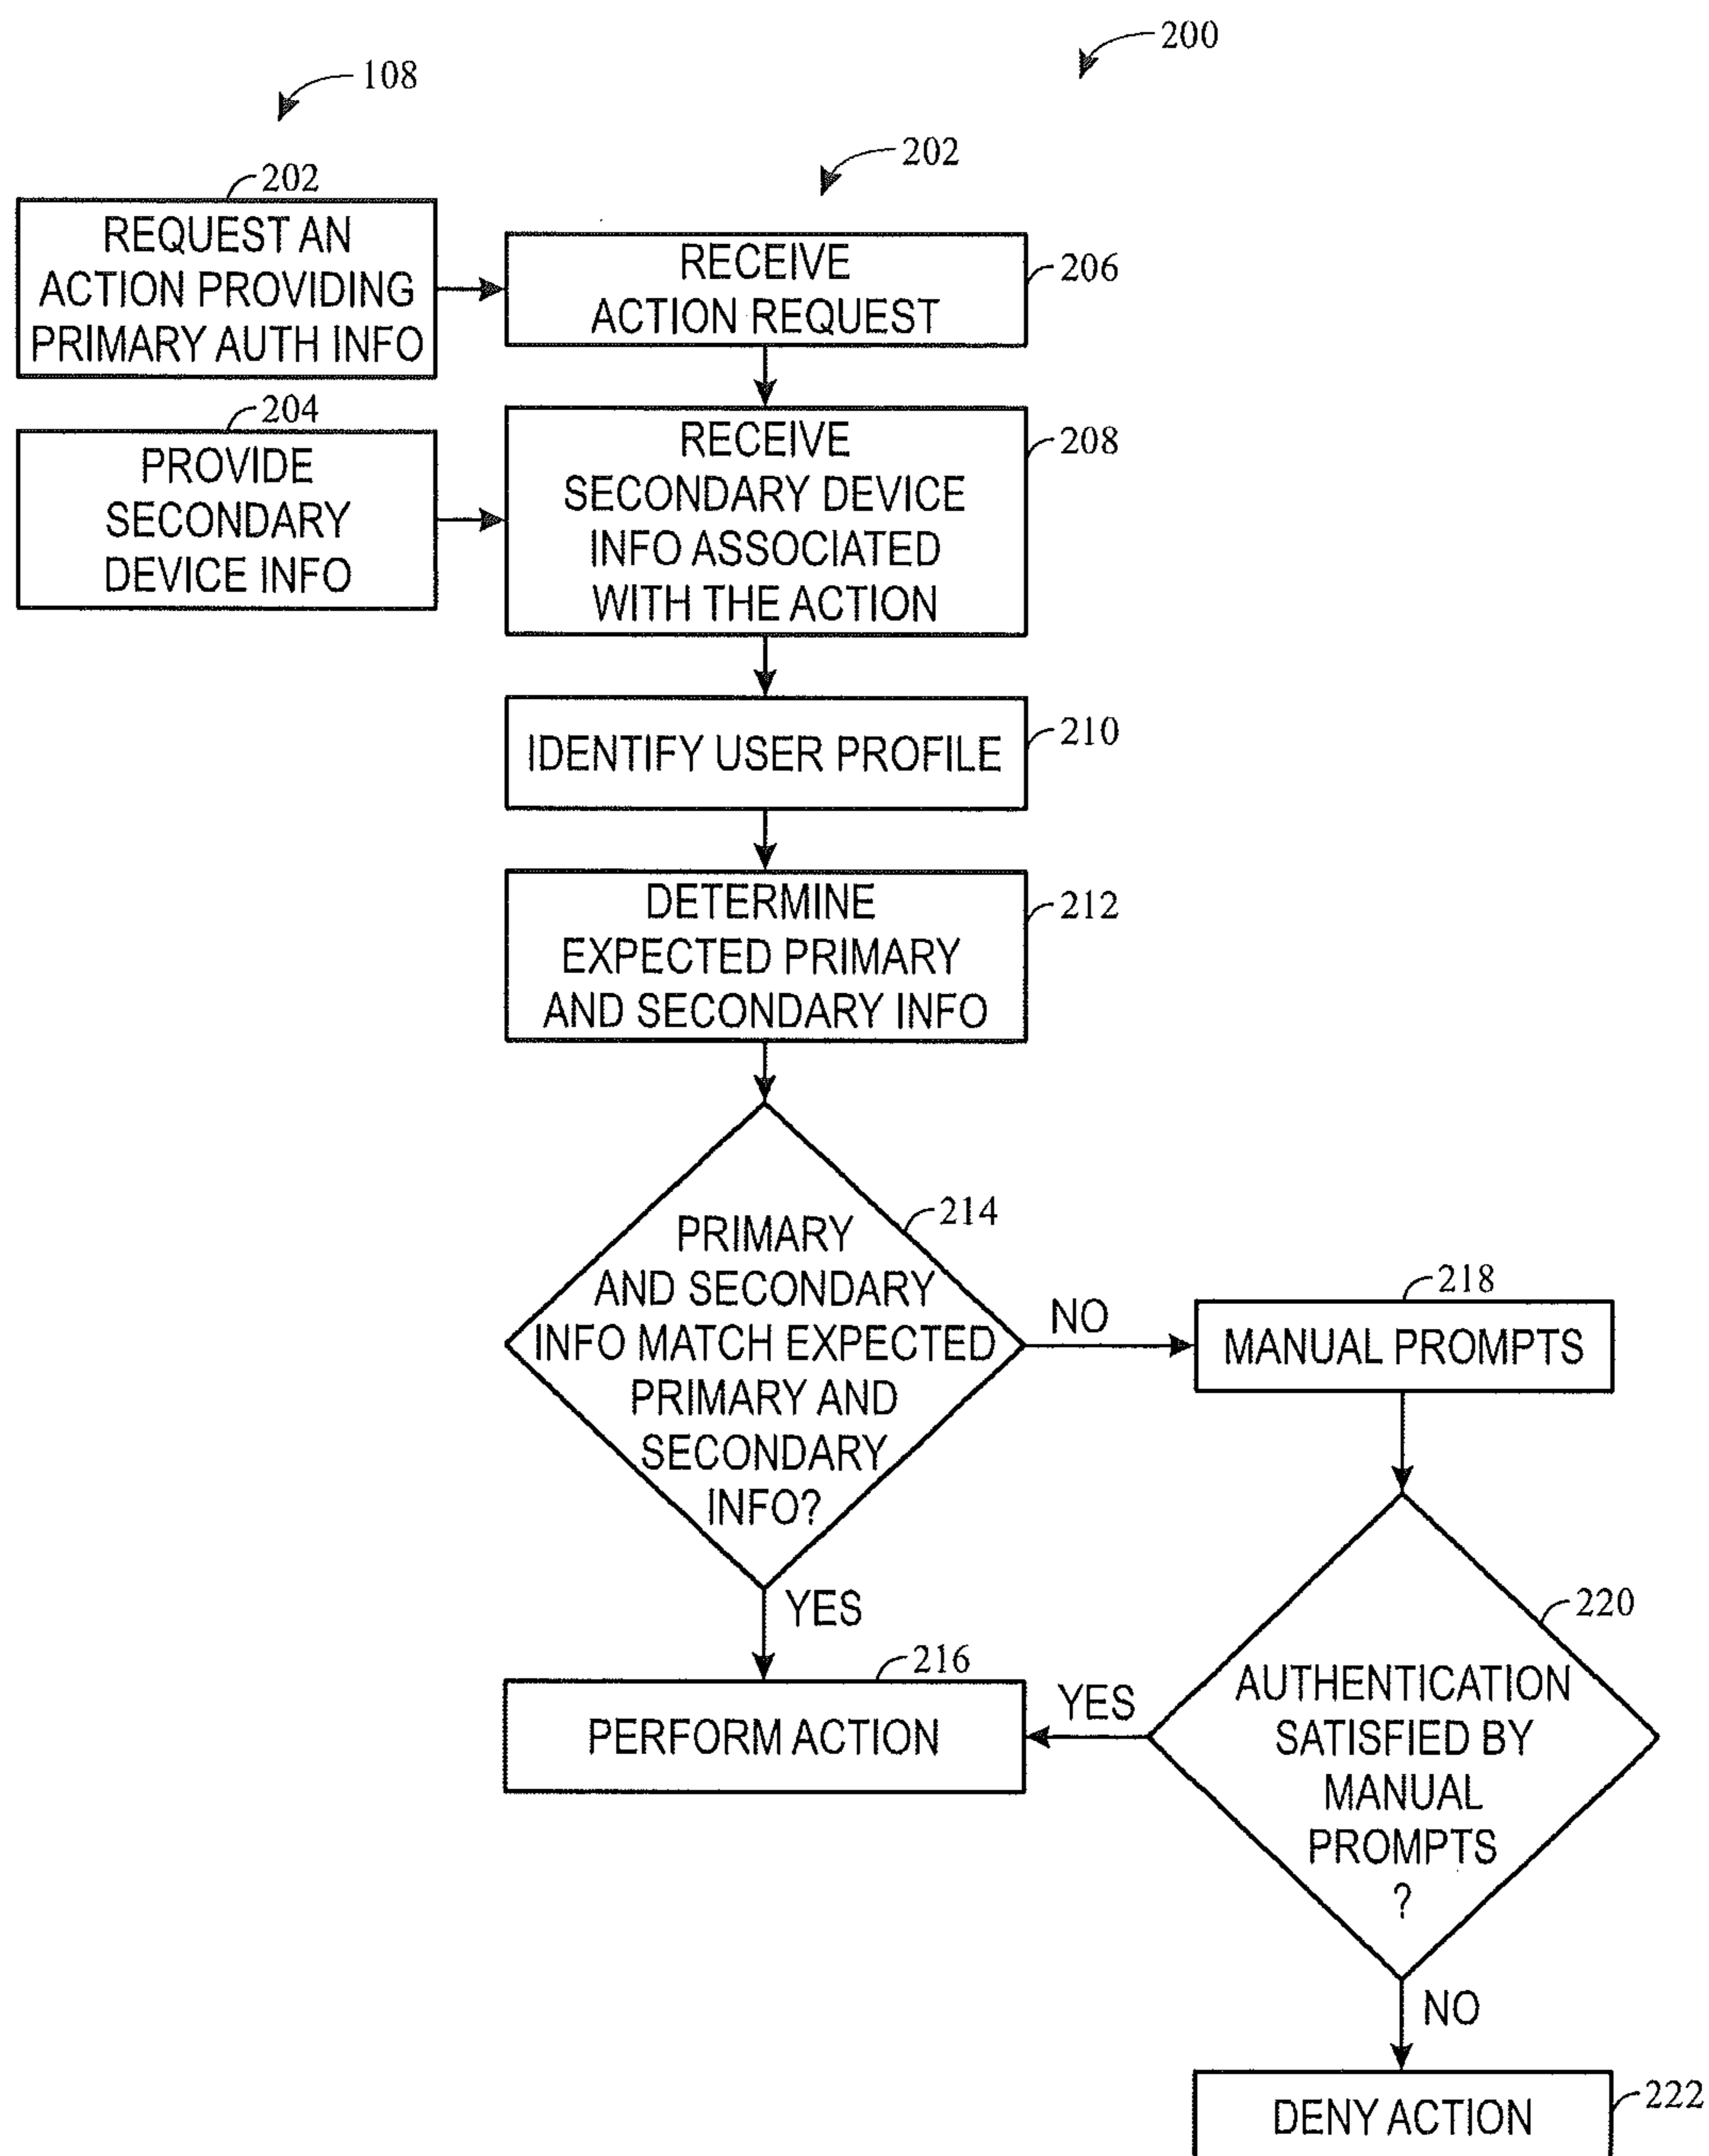 200
108
202
202
REQUEST AN
ACTION PROVIDING
PRIMARY AUTH INFO
RECEIVE
ACTION REQUEST
206
204
PROVIDE
SECONDARY
DEVICE INFO
RECEIVE
SECONDARY DEVICE
INFO ASSOCIATED
WITH THE ACTION
208
IDENTIFY USER PROFILE
210
DETERMINE
EXPECTED PRIMARY
AND SECONDARY INFO
212
214
PRIMARY
AND SECONDARY
INFO MATCH EXPECTED
PRIMARY AND
SECONDARY
INFO?
NO
218
MANUAL PROMPTS
YES
216
PERFORM ACTION
220
AUTHENTICATION
SATISFIED BY
MANUAL
PROMPTS
?
YES
NO
DENY ACTION
222